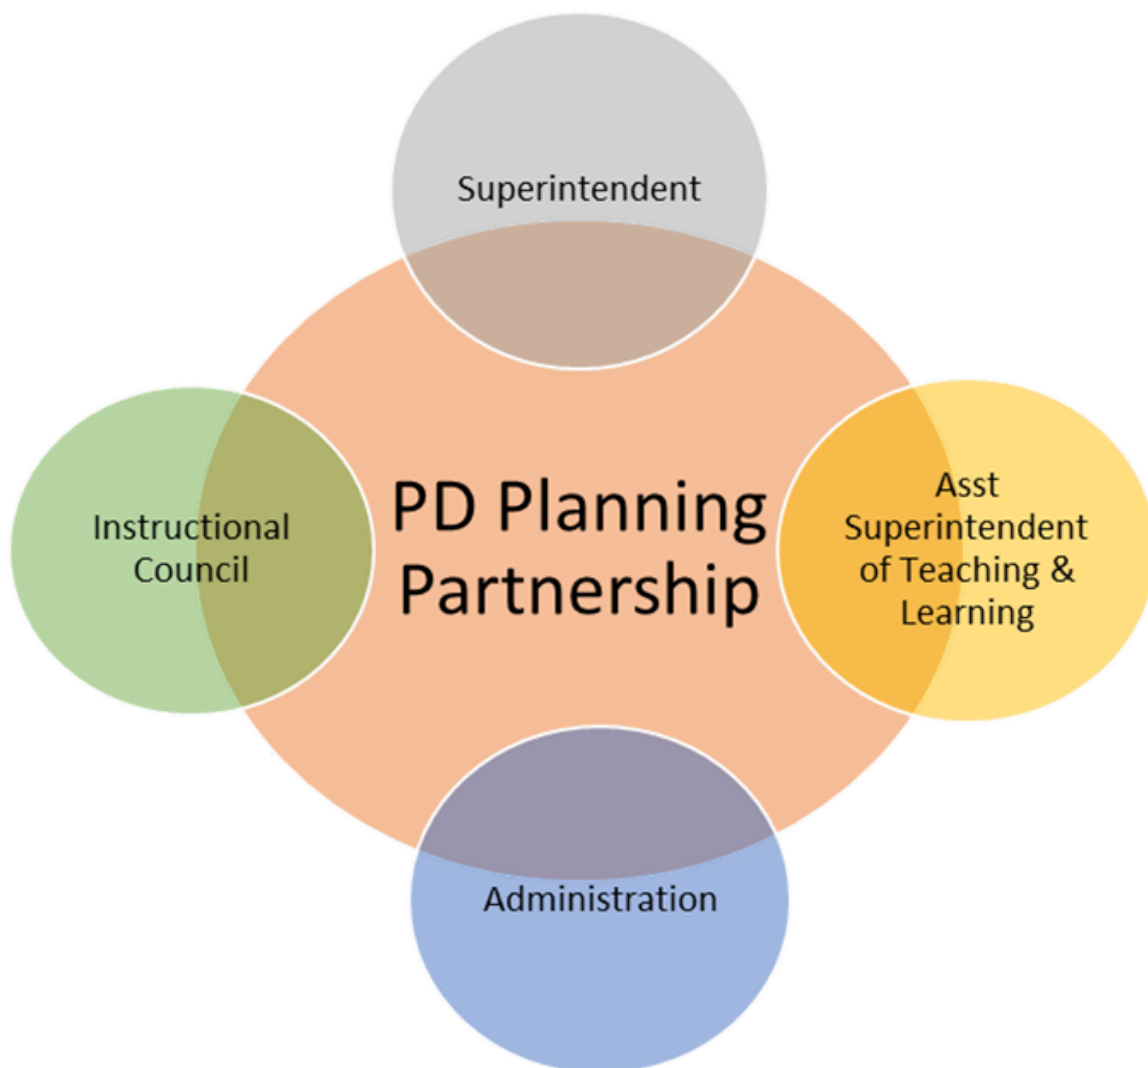 Superintendent
Instructional
Council
PD Planning
Partnership
Asst
Superintendent
of Teaching &
Learning
Administration